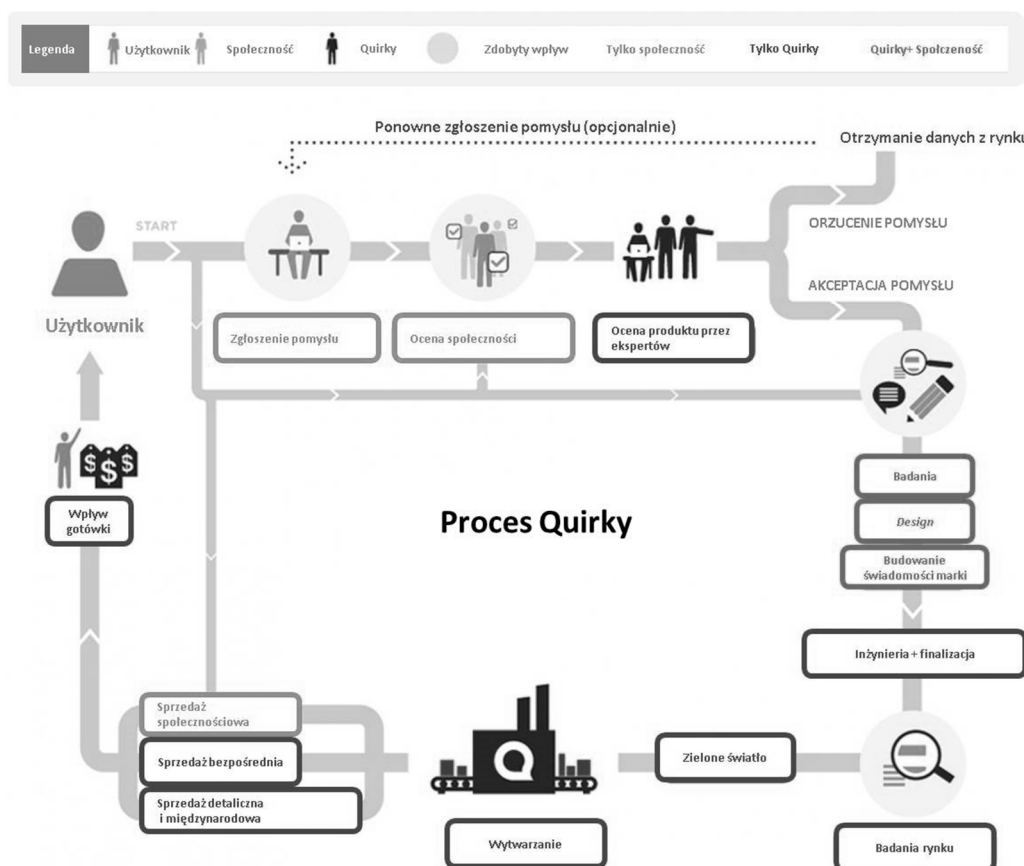 Legenda
Użytkownik
Społeczność
Quirky
Zdobyty wpływ
Tylko społeczność
Tylko Quirky
Quirky+ Społczeność
Ponowne zgłoszenie pomysłu (opcjonalnie)
Otrzymanie danych z rynku
START
ORZUCENIE POMYSŁU
AKCEPTACJA POMYSŁU
Użytkownik
Zgłoszenie pomysłu
Ocena społeczności
Ocena produktu przez
ekspertów
Wpływ
gotówki
$ $ $
Proces Quirky
Badania
Design
Budowanie
świadomości marki
Inżynieria + finalizacja
Sprzedaż
społecznościowa
Sprzedaż bezpośrednia
Sprzedaż detaliczna
i międzynarodowa
Zielone światło
Wytwarzanie
Badania rynku